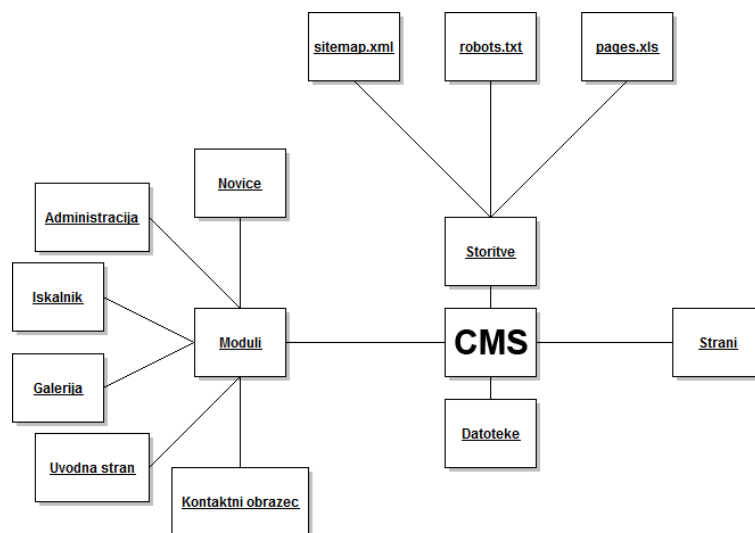 sitemap.xml
robots.txt
pages.xls
Novice
Administracija
Storitve
Iskalnik
Moduli
CMS
Strani
Galerija
Datoteke
Uvodna stran
Kontaktni obrazec